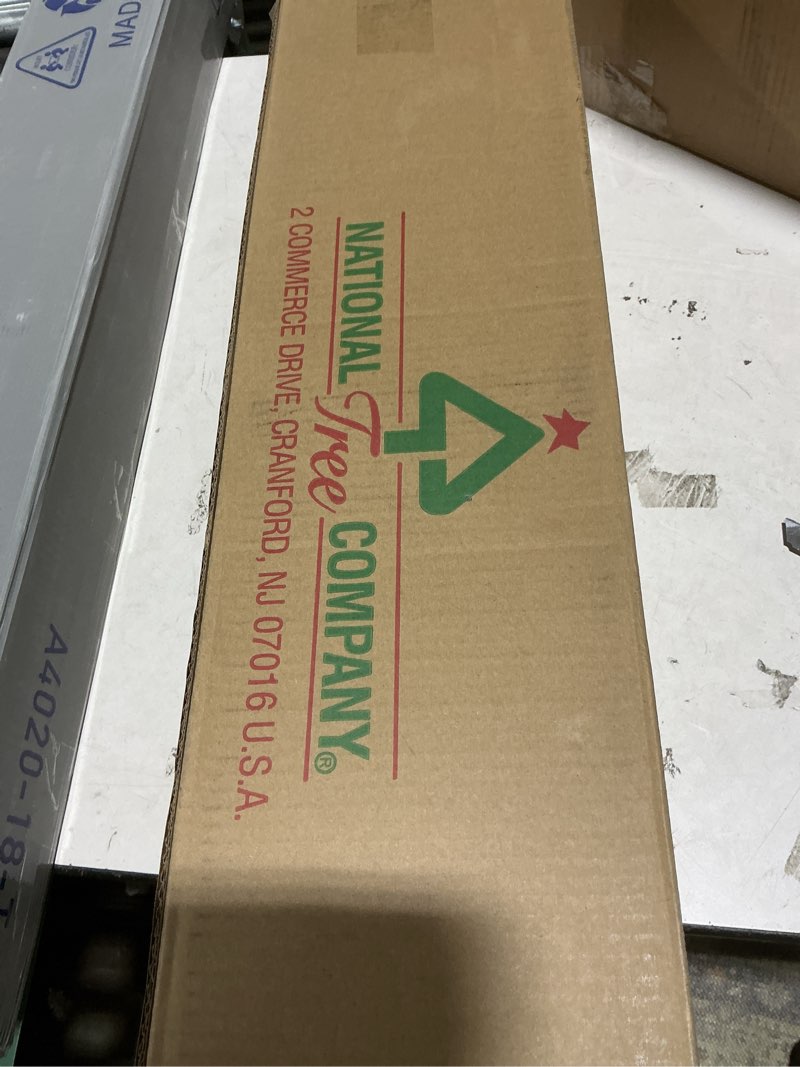 NATIONAL Tree COMPANY®
2 COMMERCE DRIVE, CRANFORD, NJ 07016 U.S.A.
MAD
A4020-18-T